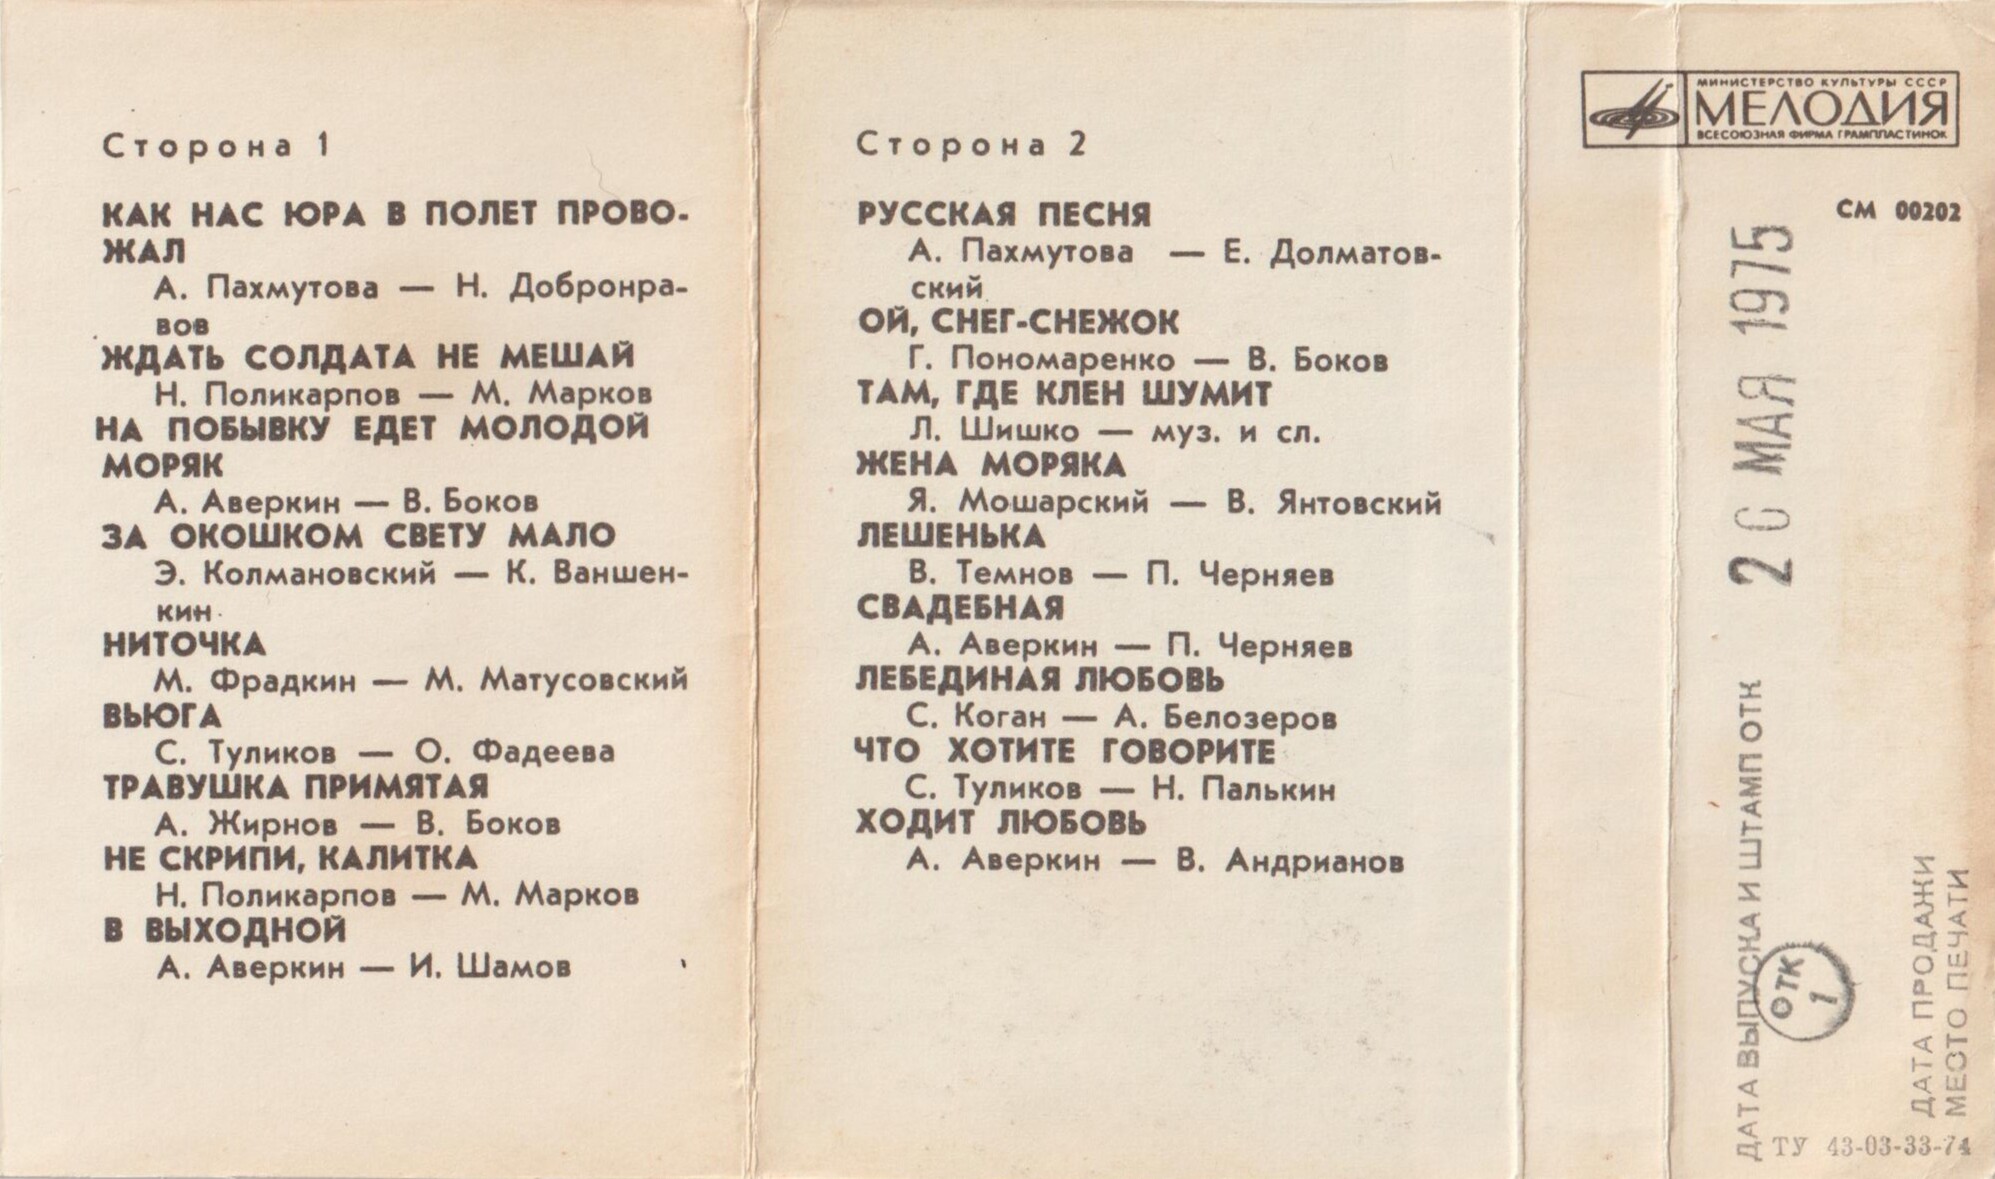 Сторона 1
КАК НАС ЮРА В ПОЛЕТ ПРОВО-
ЖАЛ
А. Пахмутова — Н. Добронра-
вов
ЖДАТЬ СОЛДАТА НЕ МЕШАЙ
Н. Поликарпов — М. Марков
НА ПОБЫВКУ ЕДЕТ МОЛОДОЙ
МОРЯК
А. Аверкин — В. Боков
ЗА ОКОШКОМ СВЕТУ МАЛО
Э. Колмановский — К. Ваншен-
кин
НИТОЧКА
М. Фрадкин — М. Матусовский
ВЬЮГА
С. Туликов — О. Фадеева
ТРАВУШКА ПРИМЯТАЯ
А. Жирнов — В. Боков
НЕ СКРИПИ, КАЛИТКА
Н. Поликарпов — М. Марков
В ВЫХОДНОЙ
А. Аверкин — И. Шамов
Сторона 2
РУССКАЯ ПЕСНЯ
А. Пахмутова — Е. Долматов-
ский
ОЙ, СНЕГ-СНЕЖОК
Г. Пономаренко — В. Боков
ТАМ, ГДЕ КЛЕН ШУМИТ
Л. Шишко — муз. и сл.
ЖЕНА МОРЯКА
Я. Мошарский — В. Янтовский
ЛЕШЕНЬКА
В. Темнов — П. Черняев
СВАДЕБНАЯ
А. Аверкин — П. Черняев
ЛЕБЕДИНАЯ ЛЮБОВЬ
С. Коган — А. Белозеров
ЧТО ХОТИТЕ ГОВОРИТЕ
С. Туликов — Н. Палькин
ХОДИТ ЛЮБОВЬ
А. Аверкин — В. Андрианов
МИНИСТЕРСТВО КУЛЬТУРЫ СССР
МЕЛОДИЯ
ВСЕСОЮЗНАЯ ФИРМА ГРАМПЛАСТИНОК
СМ 00202
МАЯ 1975
ДАТА ВЫПУСКА И ШТАМП ОТК
ОТК
1
ДАТА ПРОДАЖИ
МЕСТО ПЕЧАТИ
ТУ 43-03-33-74